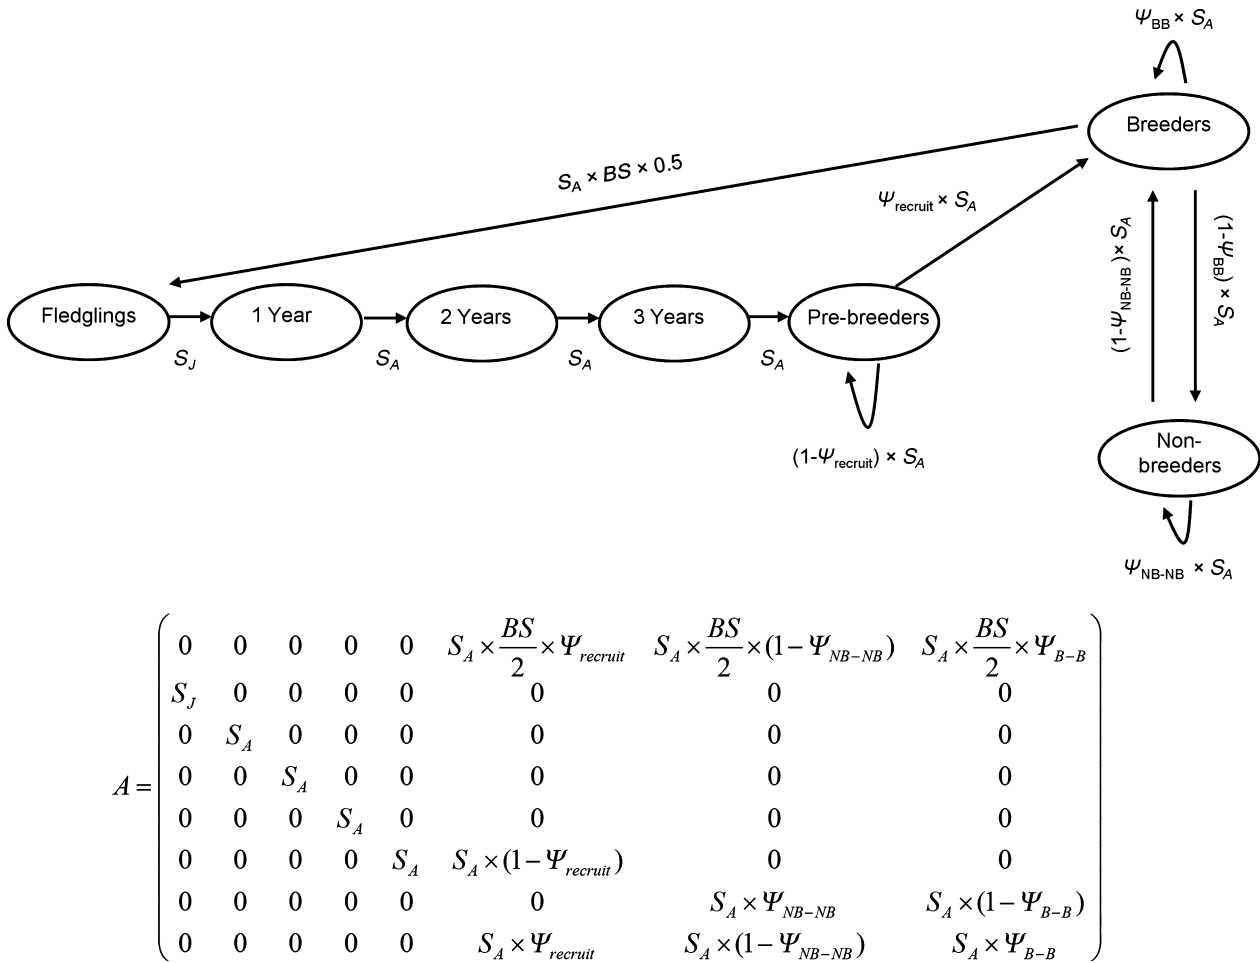 Ψ_BB × S_A
Breeders
S_A × BS × 0.5
Ψ_recruit × S_A
(1-Ψ_NB-NB) × S_A
(1-Ψ_BB) × S_A
Fledglings 1 Year 2 Years 3 Years Pre-breeders
S_J S_A S_A S_A
(1-Ψ_recruit) × S_A
Non-
breeders
Ψ_NB-NB × S_A
0 0 0 0 0 S_A × BS/2 × Ψ_recruit S_A × BS/2 × (1 − Ψ_NB−NB) S_A × BS/2 × Ψ_B−B
S_J 0 0 0 0 0 0 0
0 S_A 0 0 0 0 0 0
A = 0 0 S_A 0 0 0 0 0
0 0 0 S_A 0 0 0 0
0 0 0 0 S_A S_A × (1 − Ψ_recruit) 0 0
0 0 0 0 0 0 S_A × Ψ_NB−NB S_A × (1 − Ψ_B−B)
0 0 0 0 0 S_A × Ψ_recruit S_A × (1 − Ψ_NB−NB) S_A × Ψ_B−B